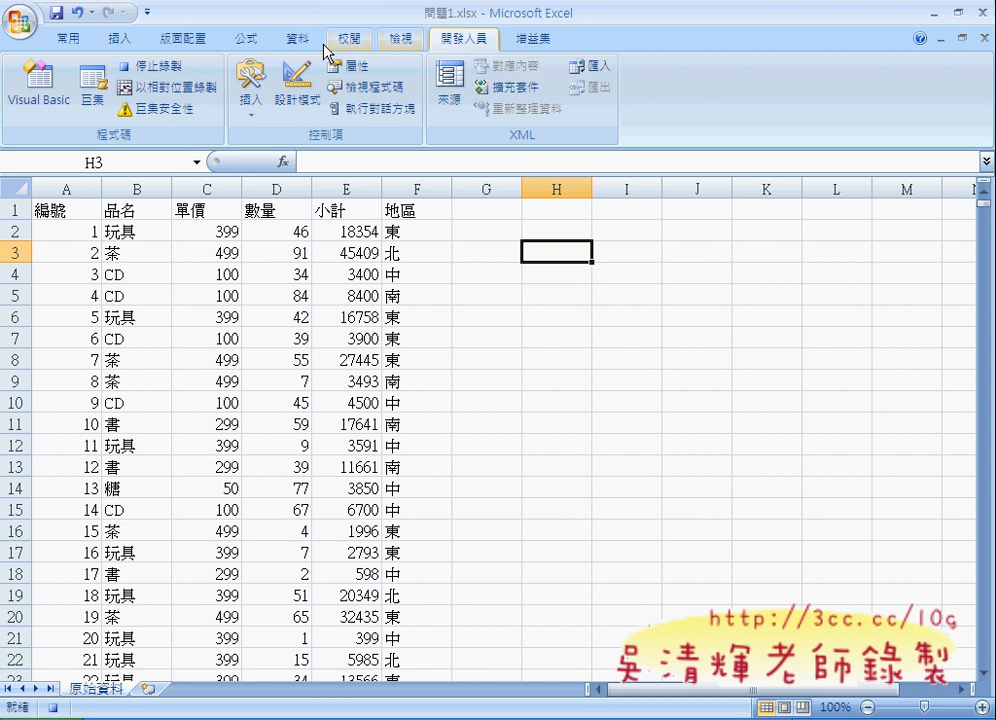 問題1.xlsx - Microsoft Excel
常用 插入 版面配置 公式 資料 校閱 檢視 開發人員 增益集
Visual Basic 巨集 停止錄製 以相對位置錄製 巨集安全性 程式碼
插入 設計模式 屬性 檢視程式碼 執行對話方塊 控制項
來源 對應內容 擴充套件 重新整理資料 匯入 匯出 XML
H3 fx
A B C D E F G H I J K L M N
1 編號 品名 單價 數量 小計 地區
2 1 玩具 399 46 18354 東
3 2 茶 499 91 45409 北
4 3 CD 100 34 3400 中
5 4 CD 100 84 8400 南
6 5 玩具 399 42 16758 東
7 6 CD 100 39 3900 東
8 7 茶 499 55 27445 東
9 8 茶 499 7 3493 南
10 9 CD 100 45 4500 中
11 10 書 299 59 17641 南
12 11 玩具 399 9 3591 中
13 12 書 299 39 11661 南
14 13 糖 50 77 3850 中
15 14 CD 100 67 6700 中
16 15 茶 499 4 1996 東
17 16 玩具 399 7 2793 東
18 17 書 299 2 598 中
19 18 玩具 399 51 20349 北
20 19 茶 499 65 32435 東
21 20 玩具 399 1 399 中
22 21 玩具 399 15 5985 北
23 22 玩具 399 34 13566 東
http://3cc.cc/10g
吳清輝老師錄製
原始資料
就緒 100%